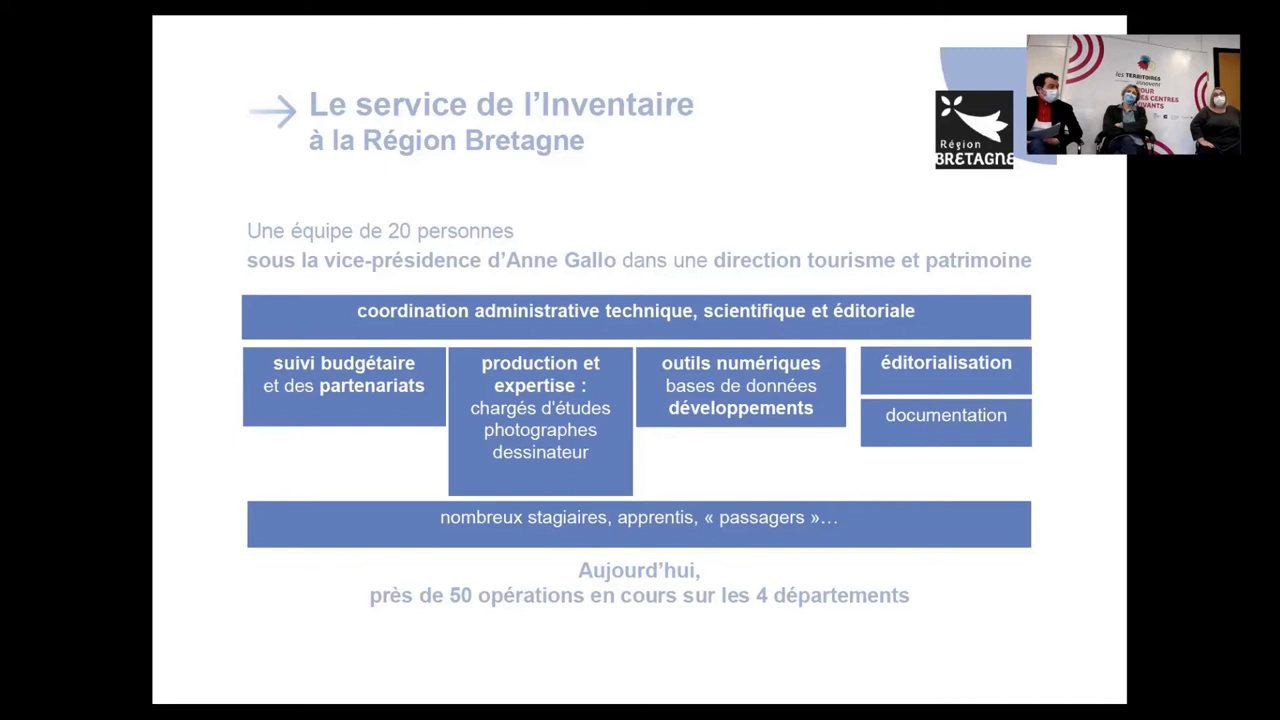 Le service de l’Inventaire
à la Région Bretagne
Région
BRETAGNE
les TERRITOIRES
innovent
Une équipe de 20 personnes
sous la vice-présidence d’Anne Gallo dans une direction tourisme et patrimoine
coordination administrative technique, scientifique et éditoriale
suivi budgétaire
et des partenariats
production et
expertise :
chargés d'études
photographes
dessinateur
outils numériques
bases de données
développements
éditorialisation
documentation
nombreux stagiaires, apprentis, « passagers »…
Aujourd’hui,
près de 50 opérations en cours sur les 4 départements